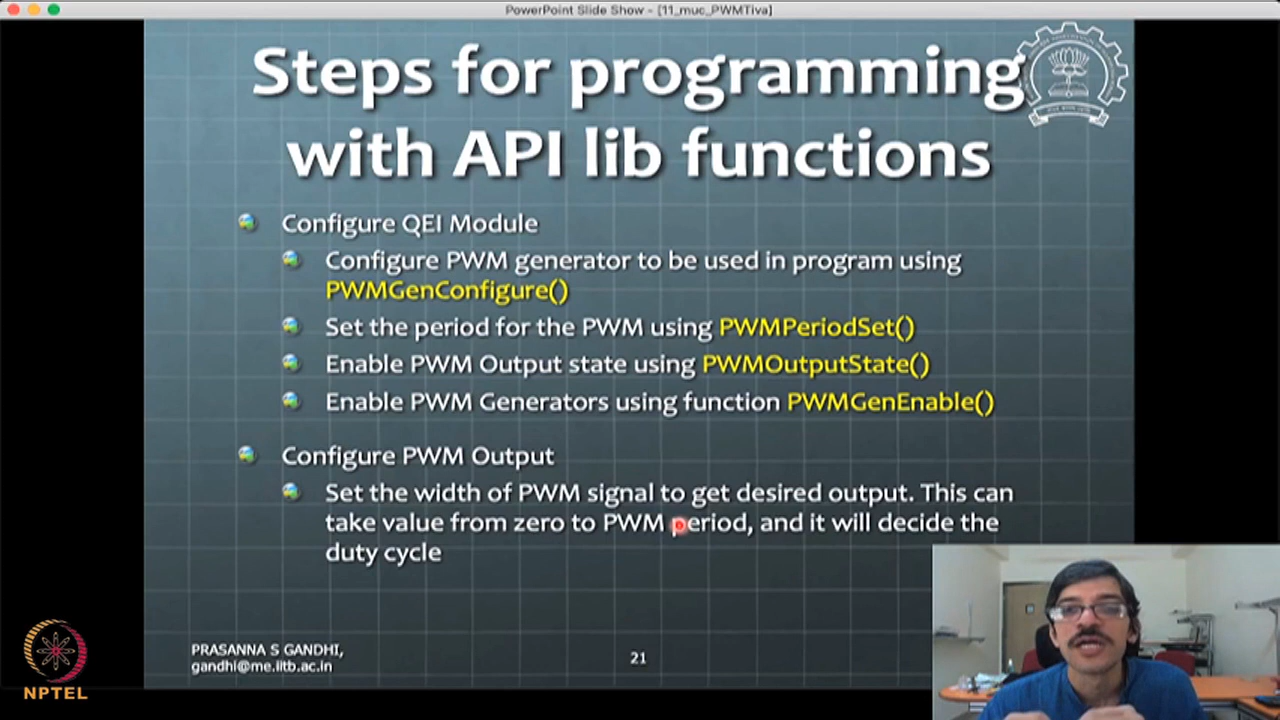 PowerPoint Slide Show - [11_muc_PWMTiva]
Steps for programming
with API lib functions
Configure QEI Module
Configure PWM generator to be used in program using
PWMGenConfigure()
Set the period for the PWM using PWMPeriodSet()
Enable PWM Output state using PWMOutputState()
Enable PWM Generators using function PWMGenEnable()
Configure PWM Output
Set the width of PWM signal to get desired output. This can
take value from zero to PWM period, and it will decide the
duty cycle
PRASANNA S GANDHI,
gandhi@me.iitb.ac.in
21
NPTEL